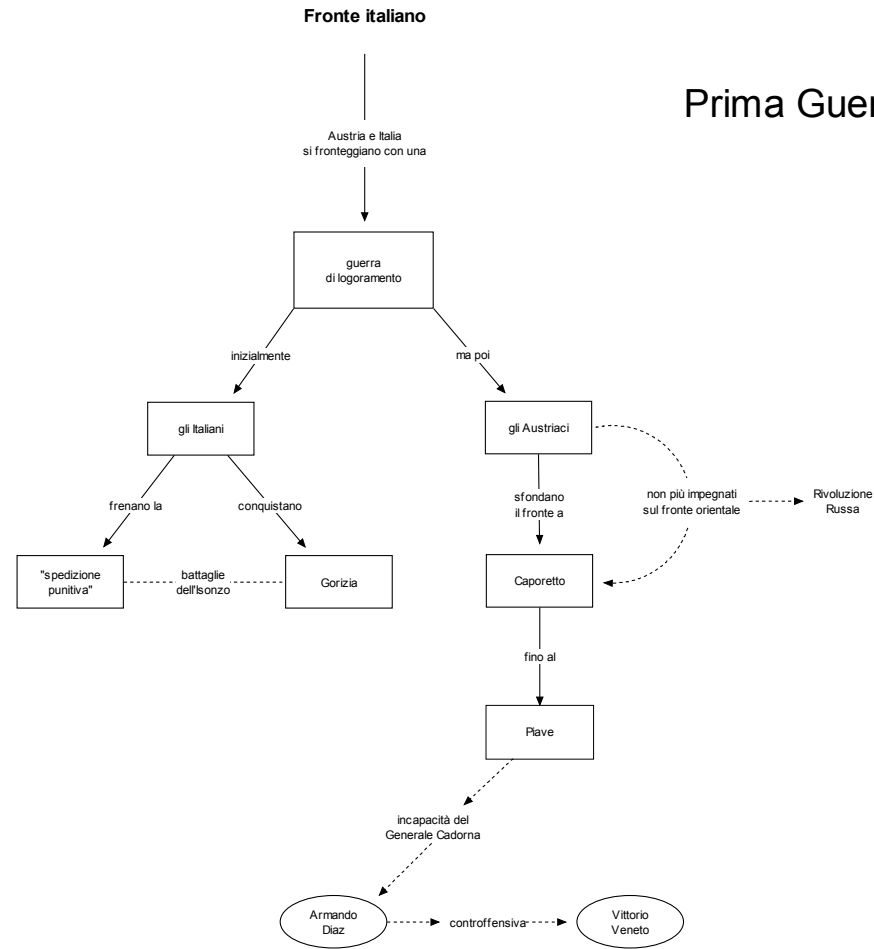 Fronte italiano
Prima Guer
Austria e Italia
si fronteggiano con una
guerra
di logoramento
inizialmente
ma poi
gli Italiani
gli Austriaci
frenano la
conquistano
sfondano
il fronte a
non più impegnati
sul fronte orientale
Rivoluzione
Russa
"spedizione
punitiva"
battaglie
dell'Isonzo
Gorizia
Caporetto
fino al
Piave
incapacità del
Generale Cadorna
Armando
Diaz
controffensiva
Vittorio
Veneto